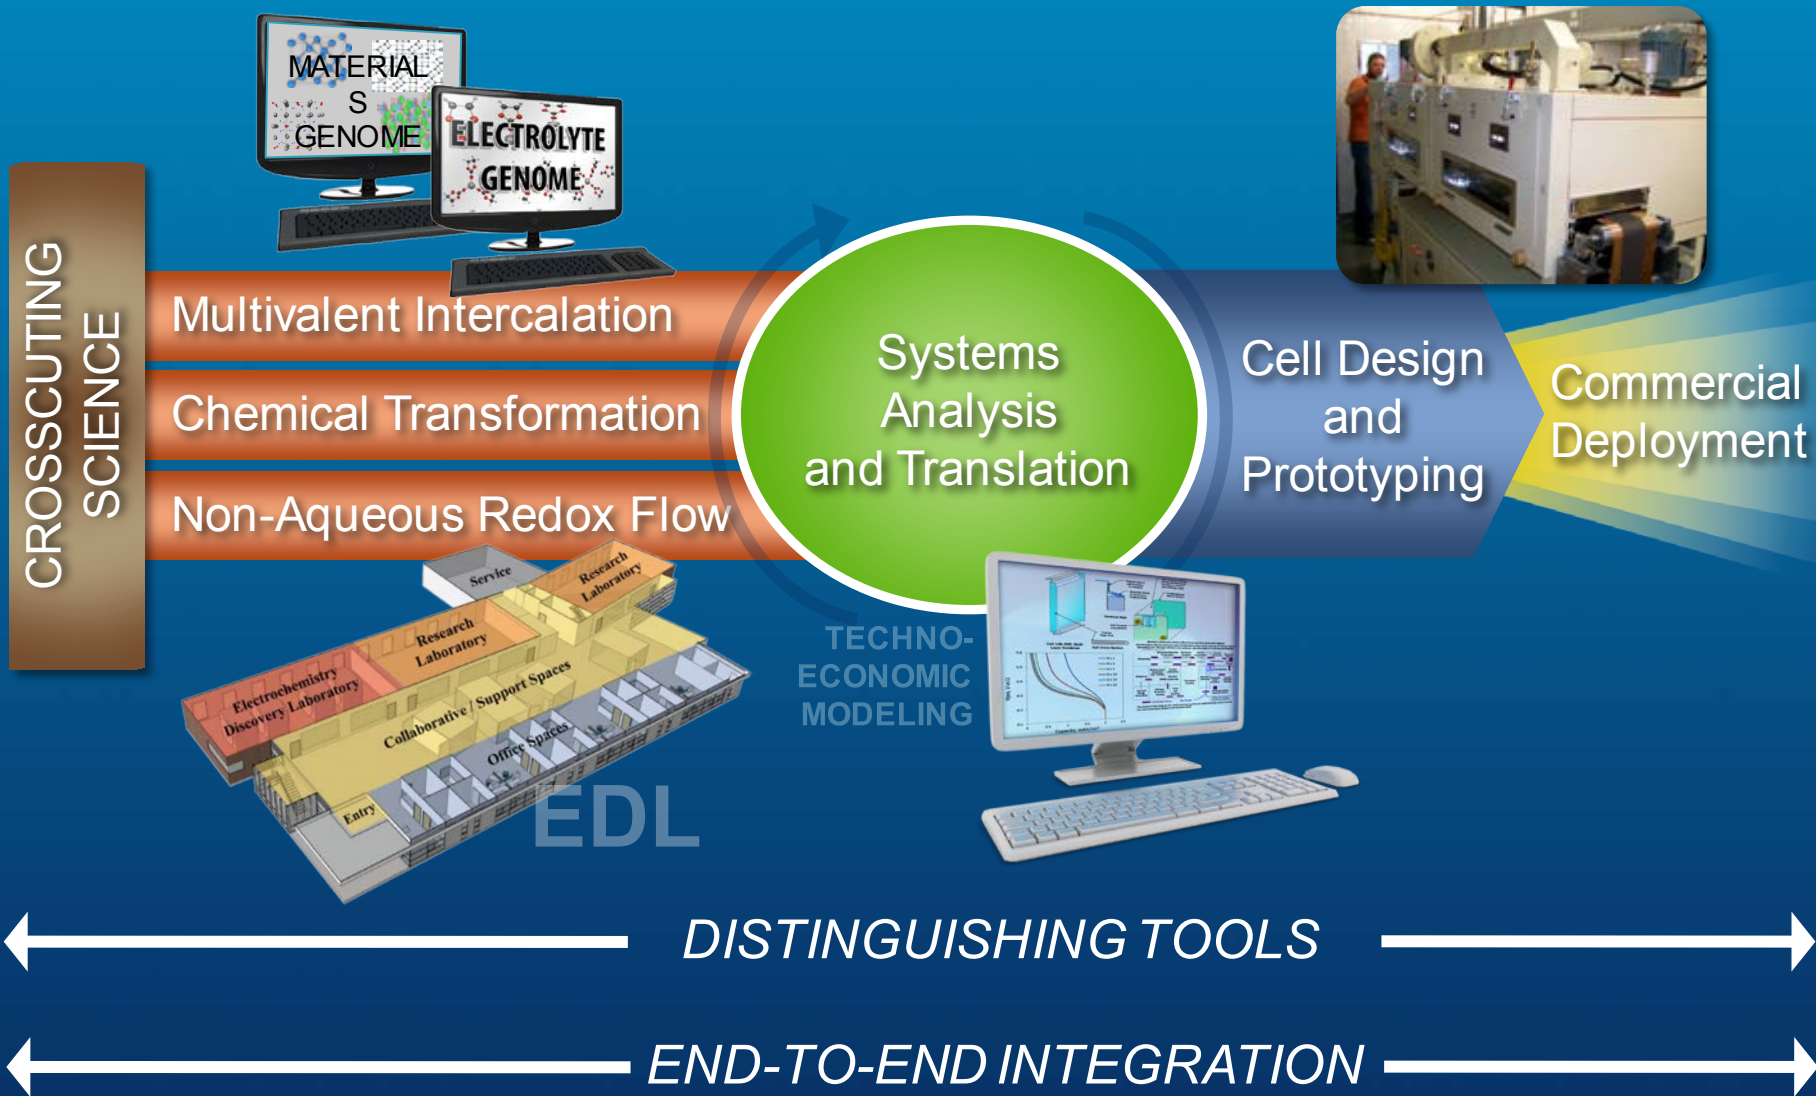 MATERIAL
S
GENOME
ELECTROLYTE
GENOME
CROSSCUTING
SCIENCE
Multivalent Intercalation
Chemical Transformation
Non-Aqueous Redox Flow
Systems
Analysis
and Translation
Cell Design
and
Prototyping
Commercial
Deployment
Service
Research
Laboratory
Research
Laboratory
Electrochemistry
Discovery Laboratory
Collaborative / Support Spaces
Office Spaces
Entry
EDL
TECHNO-
ECONOMIC
MODELING
DISTINGUISHING TOOLS
END-TO-END INTEGRATION